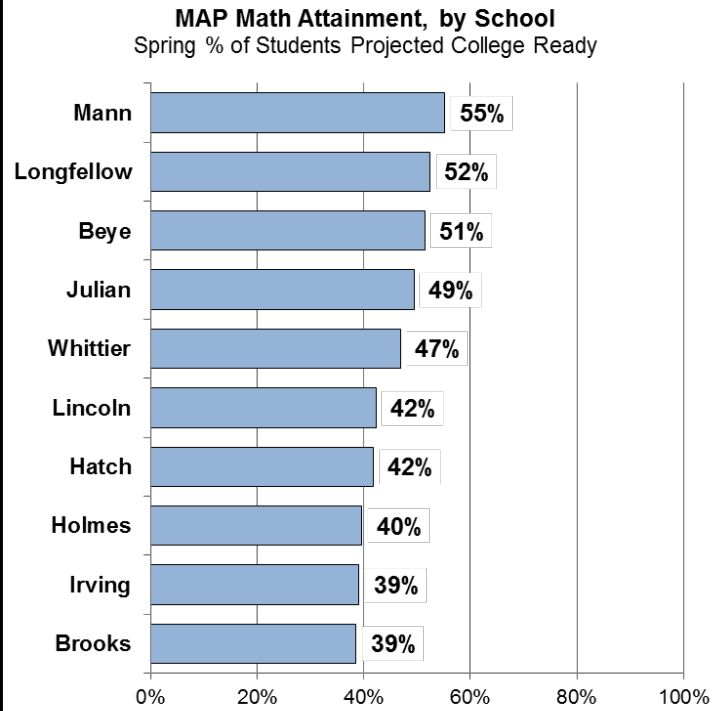 MAP Math Attainment, by School
Spring % of Students Projected College Ready
Mann 55%
Longfellow 52%
Beye 51%
Julian 49%
Whittier 47%
Lincoln 42%
Hatch 42%
Holmes 40%
Irving 39%
Brooks 39%
0% 20% 40% 60% 80% 100%